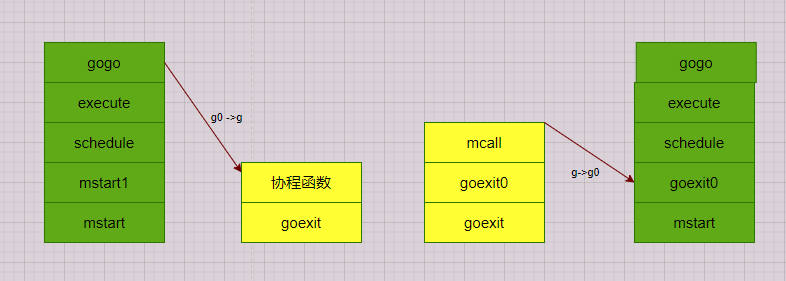 gogo
execute
schedule
mstart1
mstart
g0 ->g
协程函数
goexit
mcall
goexit0
goexit
g->g0
gogo
execute
schedule
goexit0
mstart